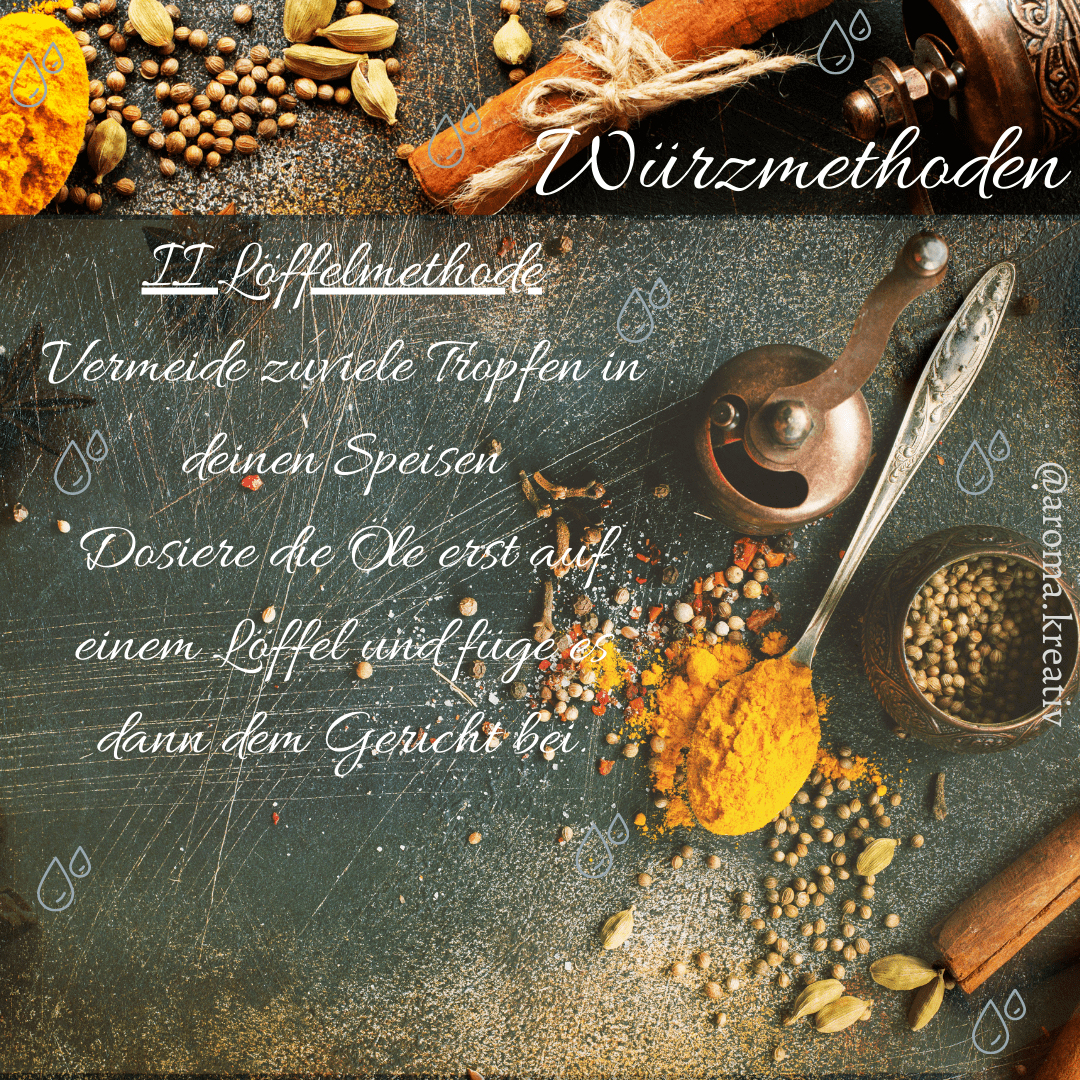 Würzmethoden
II Löffelmethode
Vermeide zuviele Tropfen in
deinen Speisen
Dosiere die Öle erst auf
einem Löffel und füge es
dann dem Gericht bei.
@aroma.kreativ